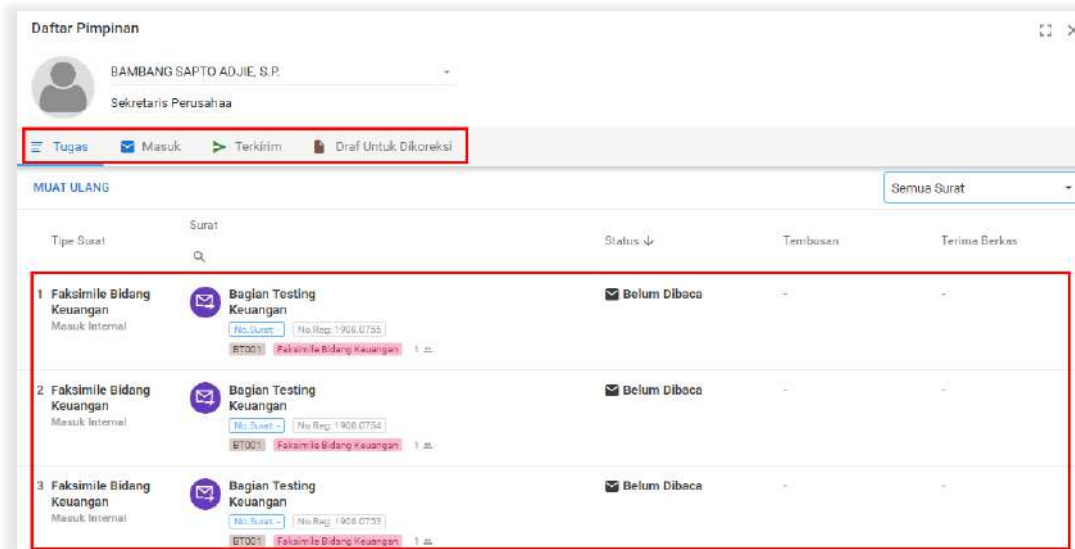 Daftar Pimpinan
BAMBANG SAPTO ADJIE, S.P.
Sekretaris Perusahaa
Tugas Masuk Terkirim Draf Untuk Dikoreksi
MUAT ULANG Semua Surat
Tipe Surat Surat Status Tembusan Terima Berkas
1 Faksimile Bidang Bagian Testing Belum Dibaca - -
Keuangan Keuangan
Masuk Internal No.Surat: - No.Reg: 1908.0755
BT001 Faksimile Bidang Keuangan 1
2 Faksimile Bidang Bagian Testing Belum Dibaca - -
Keuangan Keuangan
Masuk Internal No.Surat: - No.Reg: 1908.0754
BT001 Faksimile Bidang Keuangan 1
3 Faksimile Bidang Bagian Testing Belum Dibaca - -
Keuangan Keuangan
Masuk Internal No.Surat: - No.Reg: 1908.0753
BT001 Faksimile Bidang Keuangan 1